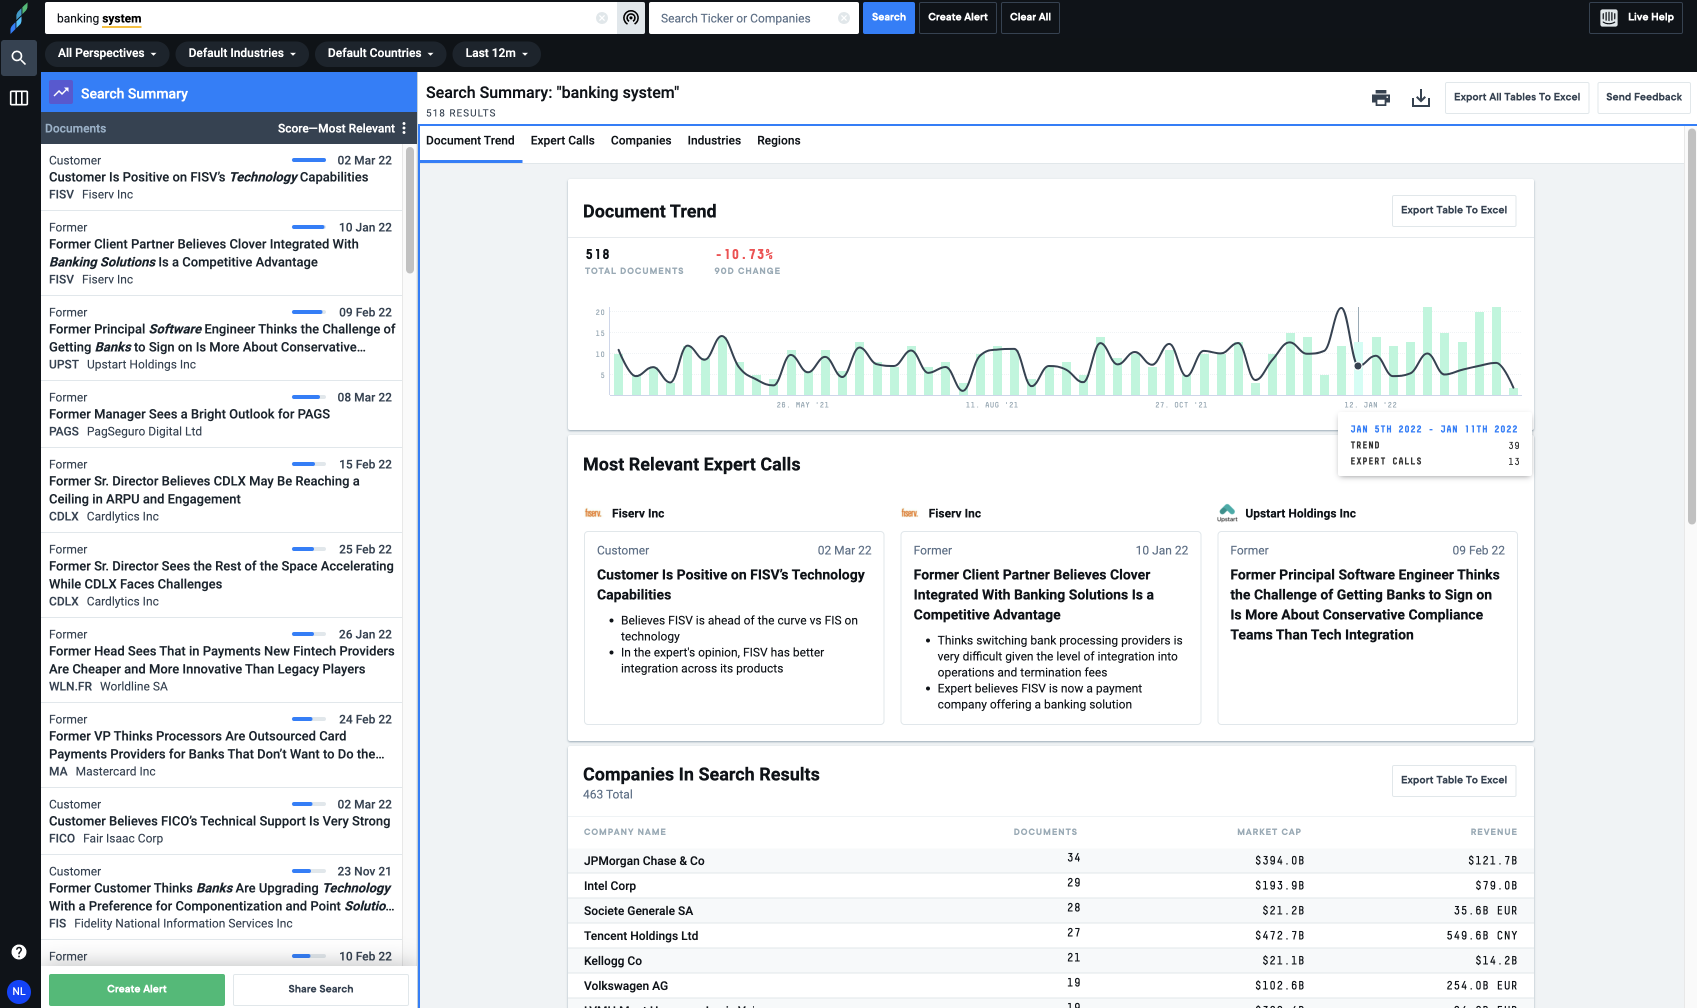 banking system
Search Ticker or Companies
Search
Create Alert
Clear All
Live Help
All Perspectives
Default Industries
Default Countries
Last 12m
Search Summary
Documents
Score—Most Relevant
Customer 02 Mar 22
Customer Is Positive on FISV's Technology Capabilities
FISV Fiserv Inc
Former 10 Jan 22
Former Client Partner Believes Clover Integrated With
Banking Solutions Is a Competitive Advantage
FISV Fiserv Inc
Former 09 Feb 22
Former Principal Software Engineer Thinks the Challenge of
Getting Banks to Sign on Is More About Conservative...
UPST Upstart Holdings Inc
Former 08 Mar 22
Former Manager Sees a Bright Outlook for PAGS
PAGS PagSeguro Digital Ltd
Former 15 Feb 22
Former Sr. Director Believes CDLX May Be Reaching a
Ceiling in ARPU and Engagement
CDLX Cardlytics Inc
Former 25 Feb 22
Former Sr. Director Sees the Rest of the Space Accelerating
While CDLX Faces Challenges
CDLX Cardlytics Inc
Former 26 Jan 22
Former Head Sees That in Payments New Fintech Providers
Are Cheaper and More Innovative Than Legacy Players
WLN.FR Worldline SA
Former 24 Feb 22
Former VP Thinks Processors Are Outsourced Card
Payments Providers for Banks That Don't Want to Do the...
MA Mastercard Inc
Customer 02 Mar 22
Customer Believes FICO's Technical Support Is Very Strong
FICO Fair Isaac Corp
Customer 23 Nov 21
Former Customer Thinks Banks Are Upgrading Technology
With a Preference for Componentization and Point Solutio...
FIS Fidelity National Information Services Inc
Former 10 Feb 22
Create Alert
Share Search
?
NL
Search Summary: "banking system"
518 RESULTS
Export All Tables To Excel
Send Feedback
Document Trend
Expert Calls
Companies
Industries
Regions
Document Trend
Export Table To Excel
518
TOTAL DOCUMENTS
-10.73%
90D CHANGE
20
15
10
5
26. MAY '21
11. AUG '21
27. OCT '21
12. JAN '22
JAN 5TH 2022 - JAN 11TH 2022
TREND 39
EXPERT CALLS 13
Most Relevant Expert Calls
fiserv. Fiserv Inc
Customer 02 Mar 22
Customer Is Positive on FISV's Technology
Capabilities
• Believes FISV is ahead of the curve vs FIS on
technology
• In the expert's opinion, FISV has better
integration across its products
fiserv. Fiserv Inc
Former 10 Jan 22
Former Client Partner Believes Clover
Integrated With Banking Solutions Is a
Competitive Advantage
• Thinks switching bank processing providers is
very difficult given the level of integration into
operations and termination fees
• Expert believes FISV is now a payment
company offering a banking solution
Upstart Upstart Holdings Inc
Former 09 Feb 22
Former Principal Software Engineer Thinks
the Challenge of Getting Banks to Sign on
Is More About Conservative Compliance
Teams Than Tech Integration
Companies In Search Results
463 Total
Export Table To Excel
COMPANY NAME DOCUMENTS MARKET CAP REVENUE
JPMorgan Chase & Co 34 $394.0B $121.7B
Intel Corp 29 $193.9B $79.0B
Societe Generale SA 28 $21.2B 35.6B EUR
Tencent Holdings Ltd 27 $472.7B 549.6B CNY
Kellogg Co 21 $21.1B $14.2B
Volkswagen AG 19 $102.6B 254.0B EUR